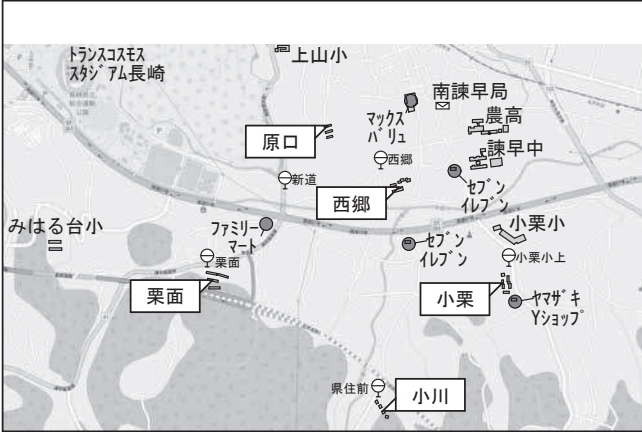 トランスコスモス
スタジアム長崎
上山小
南諫早局
マックス
バリュ
農高
原口
諫早中
西郷
新道
セブン
イレブン
西郷
みはる台小
ファミリー
マート
小栗小
セブン
イレブン
栗面
小栗小上
栗面
小栗
ヤマザキ
Yショップ
県住前
小川